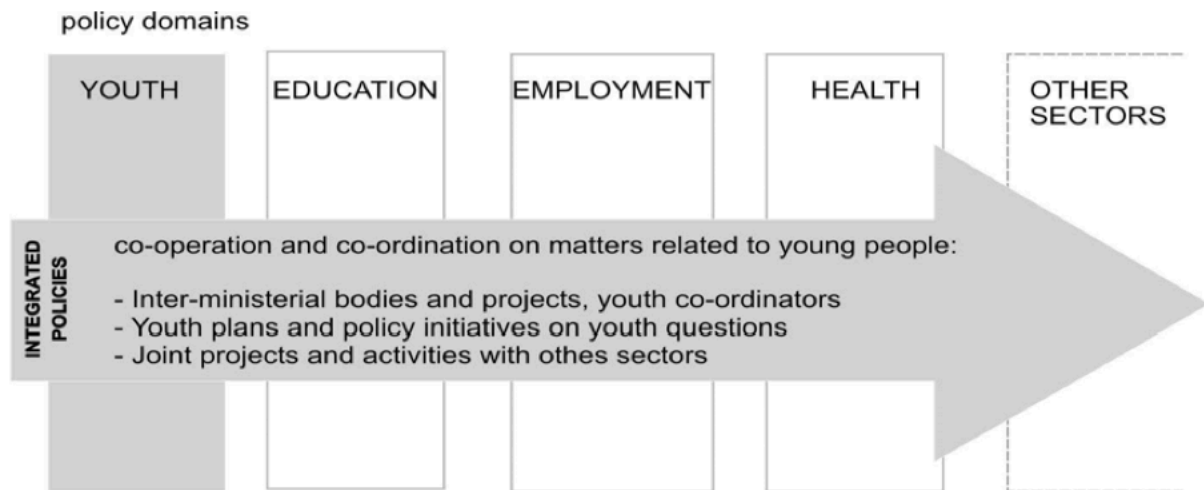 policy domains
YOUTH
EDUCATION
EMPLOYMENT
HEALTH
OTHER
SECTORS
INTEGRATED
POLICIES
co-operation and co-ordination on matters related to young people:
- Inter-ministerial bodies and projects, youth co-ordinators
- Youth plans and policy initiatives on youth questions
- Joint projects and activities with othes sectors